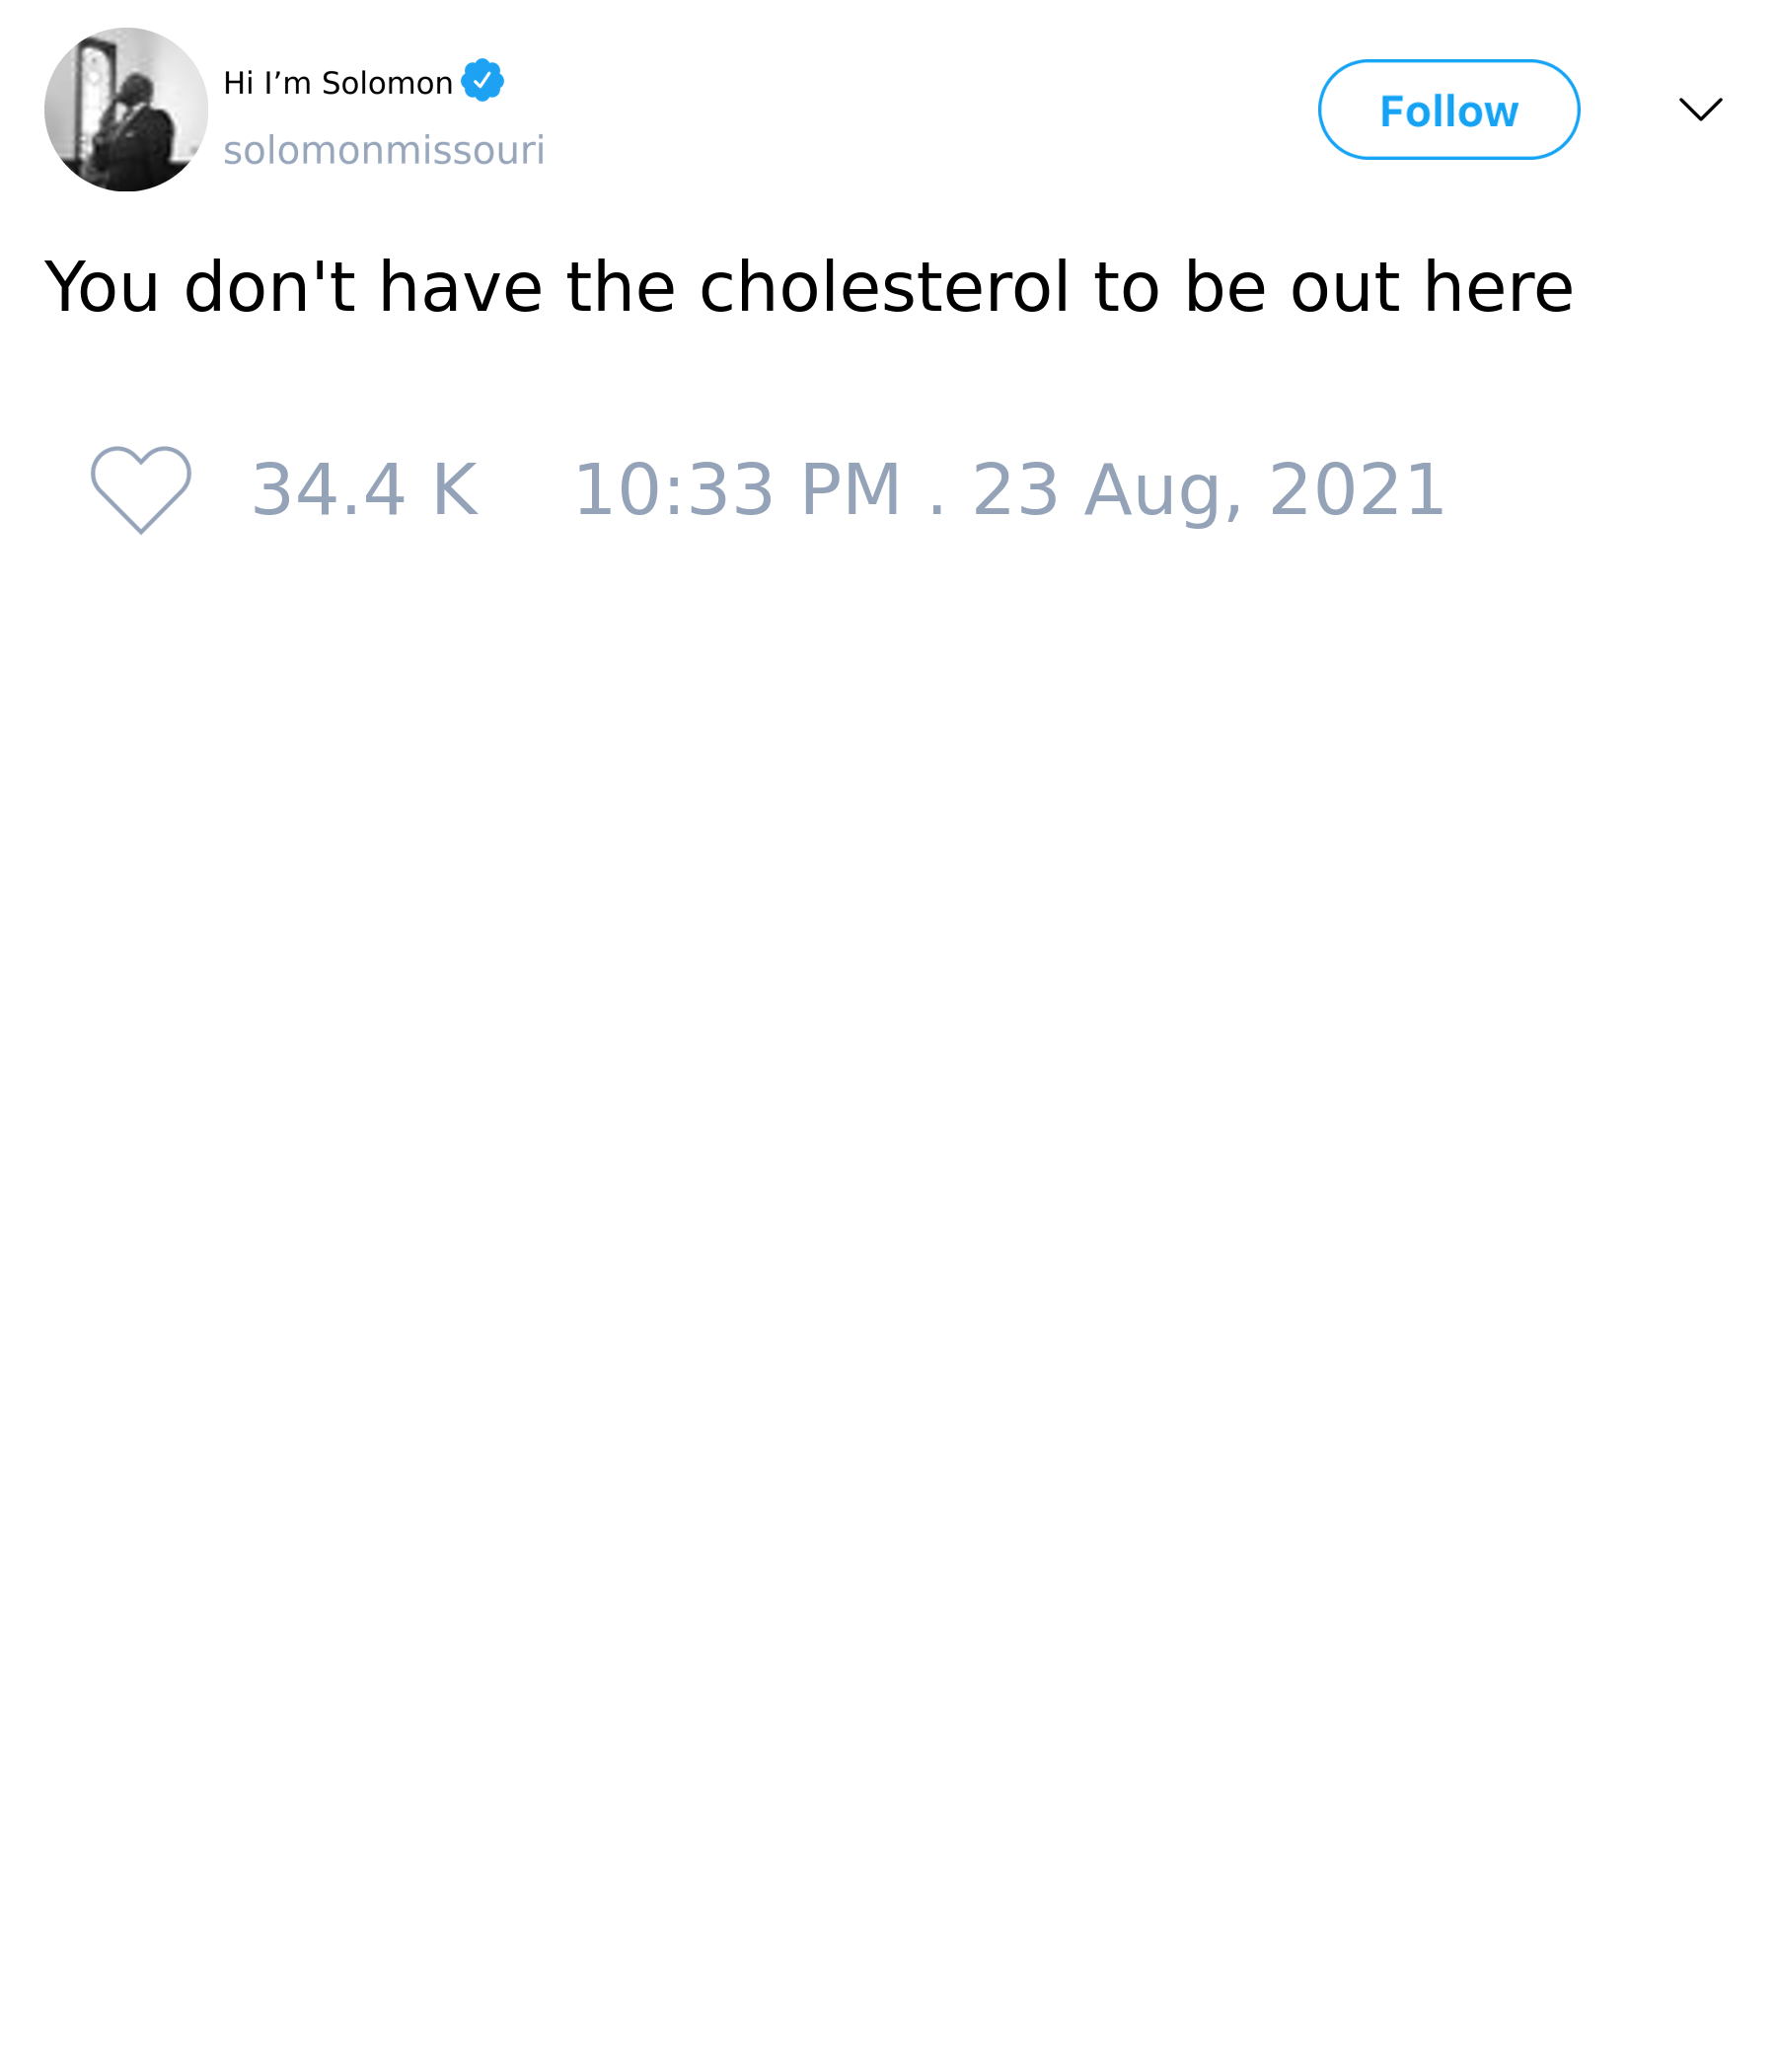 Hi I’m Solomon
solomonmissouri
Follow
You don't have the cholesterol to be out here
34.4 K 10:33 PM . 23 Aug, 2021